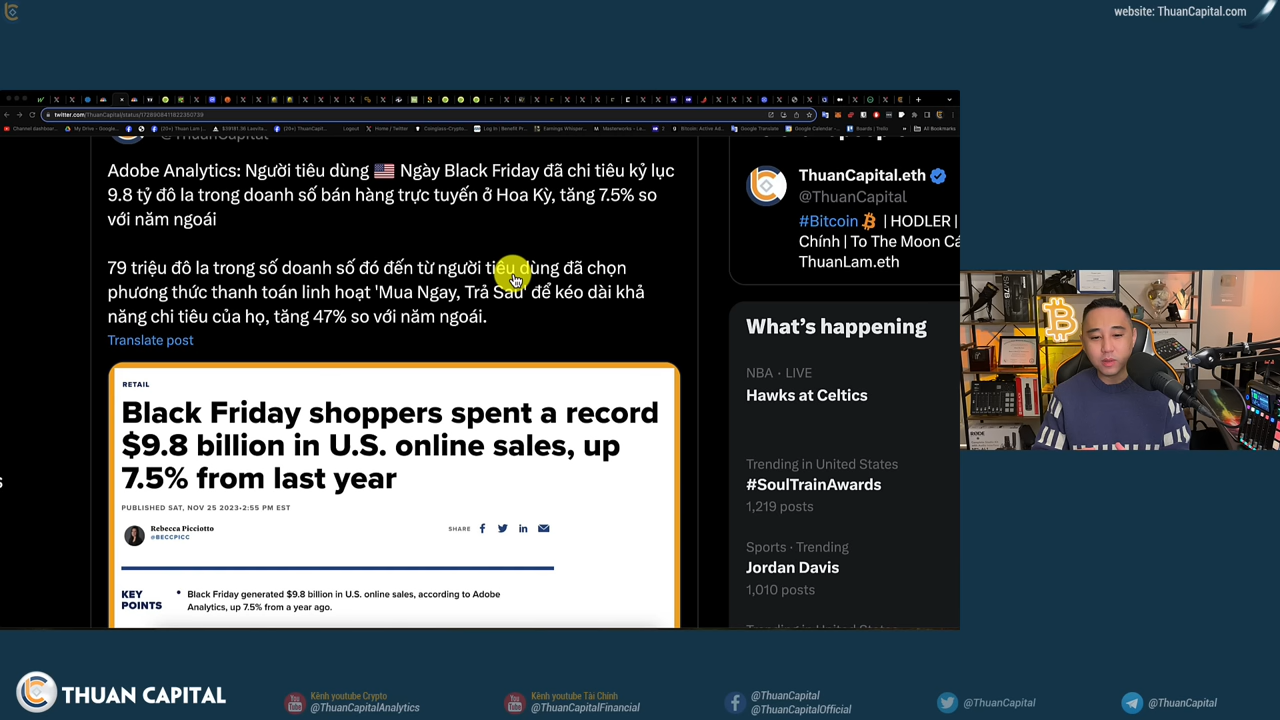 website: ThuanCapital.com
twitter.com/ThuanCapital/status/1728908411822350739
@ThuanCapital
Adobe Analytics: Người tiêu dùng 🇺🇸 Ngày Black Friday đã chi tiêu kỷ lục
9.8 tỷ đô la trong doanh số bán hàng trực tuyến ở Hoa Kỳ, tăng 7.5% so
với năm ngoái
79 triệu đô la trong số doanh số đó đến từ người tiêu dùng đã chọn
phương thức thanh toán linh hoạt 'Mua Ngay, Trả Sau' để kéo dài khả
năng chi tiêu của họ, tăng 47% so với năm ngoái.
Translate post
RETAIL
Black Friday shoppers spent a record
$9.8 billion in U.S. online sales, up
7.5% from last year
PUBLISHED SAT, NOV 25 2023•2:55 PM EST
Rebecca Picciotto
@BECCPICC
SHARE
KEY
POINTS
• Black Friday generated $9.8 billion in U.S. online sales, according to Adobe
Analytics, up 7.5% from a year ago.
ThuanCapital.eth
@ThuanCapital
#Bitcoin | HODLER |
Chính | To The Moon
ThuanLam.eth
What's happening
NBA · LIVE
Hawks at Celtics
Trending in United States
#SoulTrainAwards
1,219 posts
Sports · Trending
Jordan Davis
1,010 posts
THUAN CAPITAL
Kênh youtube Crypto
@ThuanCapitalAnalytics
Kênh youtube Tài Chính
@ThuanCapitalFinancial
@ThuanCapital
@ThuanCapitalOfficial
@ThuanCapital
@ThuanCapital